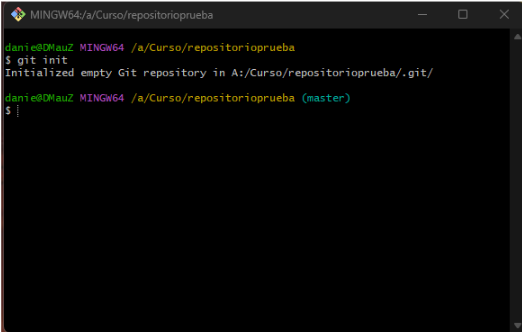 MINGW64:/a/Curso/repositorioprueba
danie@DMauZ MINGW64 /a/Curso/repositorioprueba
$ git init
Initialized empty Git repository in A:/Curso/repositorioprueba/.git/
danie@DMauZ MINGW64 /a/Curso/repositorioprueba (master)
$